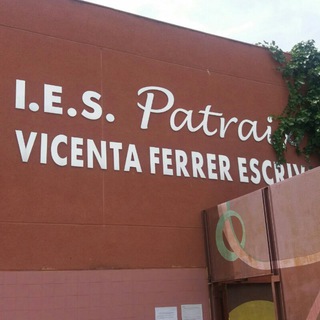 I.E.S. Patrai
VICENTA FERRER ESCRIV